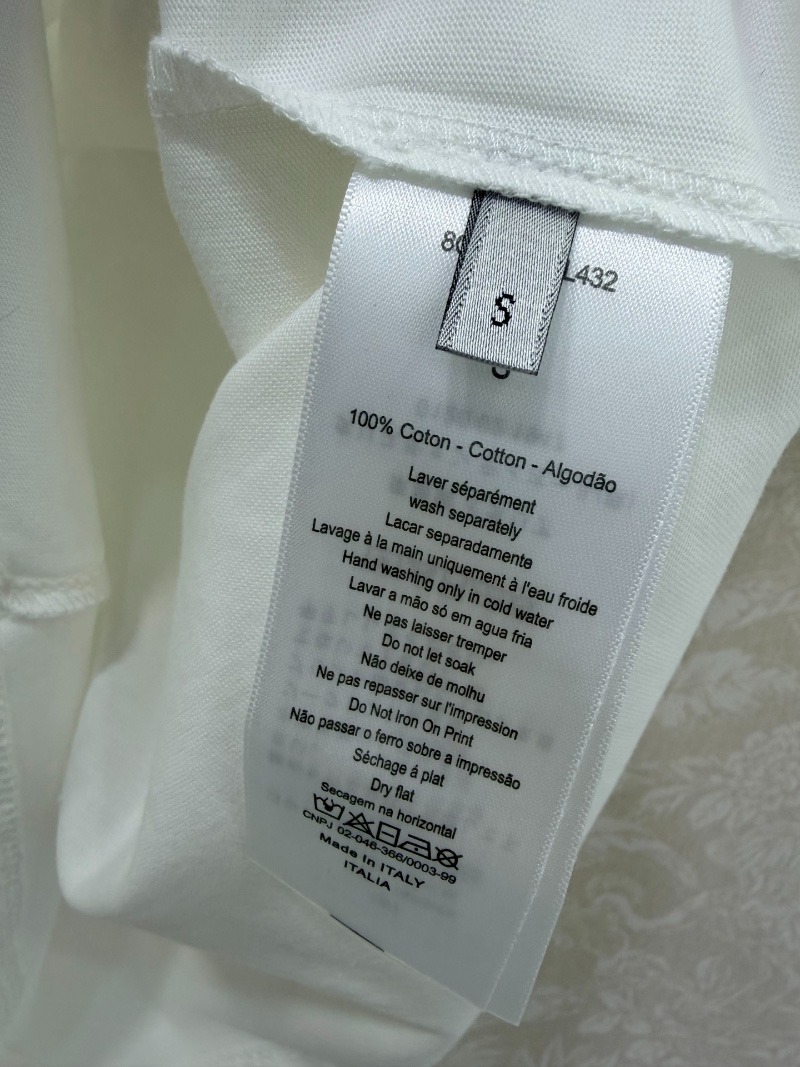 L432
S
100% Coton - Cotton - Algodão
Laver séparément
wash separately
Lacar separadamente
Lavage à la main uniquement à l'eau froide
Hand washing only in cold water
Lavar a mão só em agua fria
Ne pas laisser tremper
Do not let soak
Não deixe de molhu
Ne pas repasser sur l'impression
Do Not Iron On Print
Não passar o ferro sobre a impressão
Séchage á plat
Dry flat
Secagem na horizontal
CNPJ 02-046-366/0003-99
Made in ITALY
ITALIA